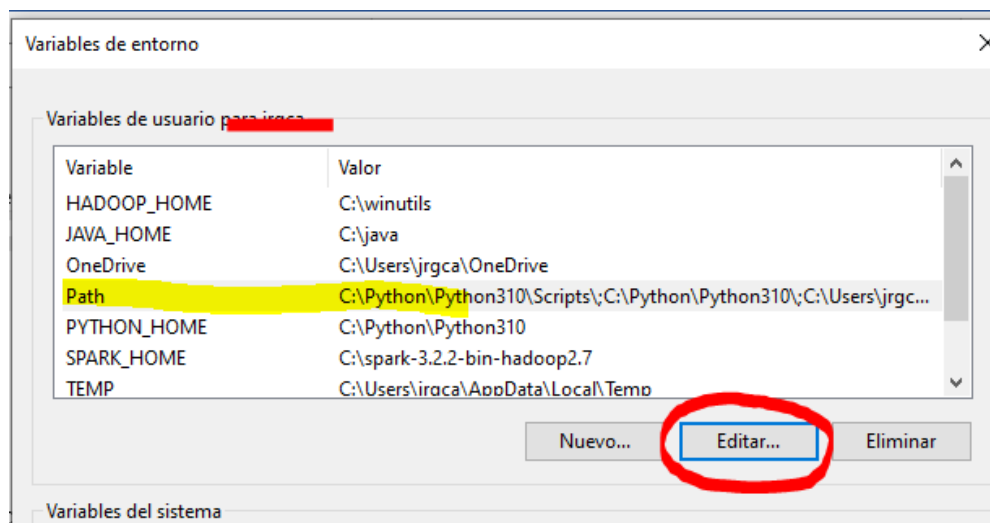 Variables de entorno
Variables de usuario para jrgca
Variable Valor
HADOOP_HOME C:\winutils
JAVA_HOME C:\java
OneDrive C:\Users\jrgca\OneDrive
Path C:\Python\Python310\Scripts\;C:\Python\Python310\;C:\Users\jrgc...
PYTHON_HOME C:\Python\Python310
SPARK_HOME C:\spark-3.2.2-bin-hadoop2.7
TEMP C:\Users\jrgca\AppData\Local\Temp
Nuevo... Editar... Eliminar
Variables del sistema